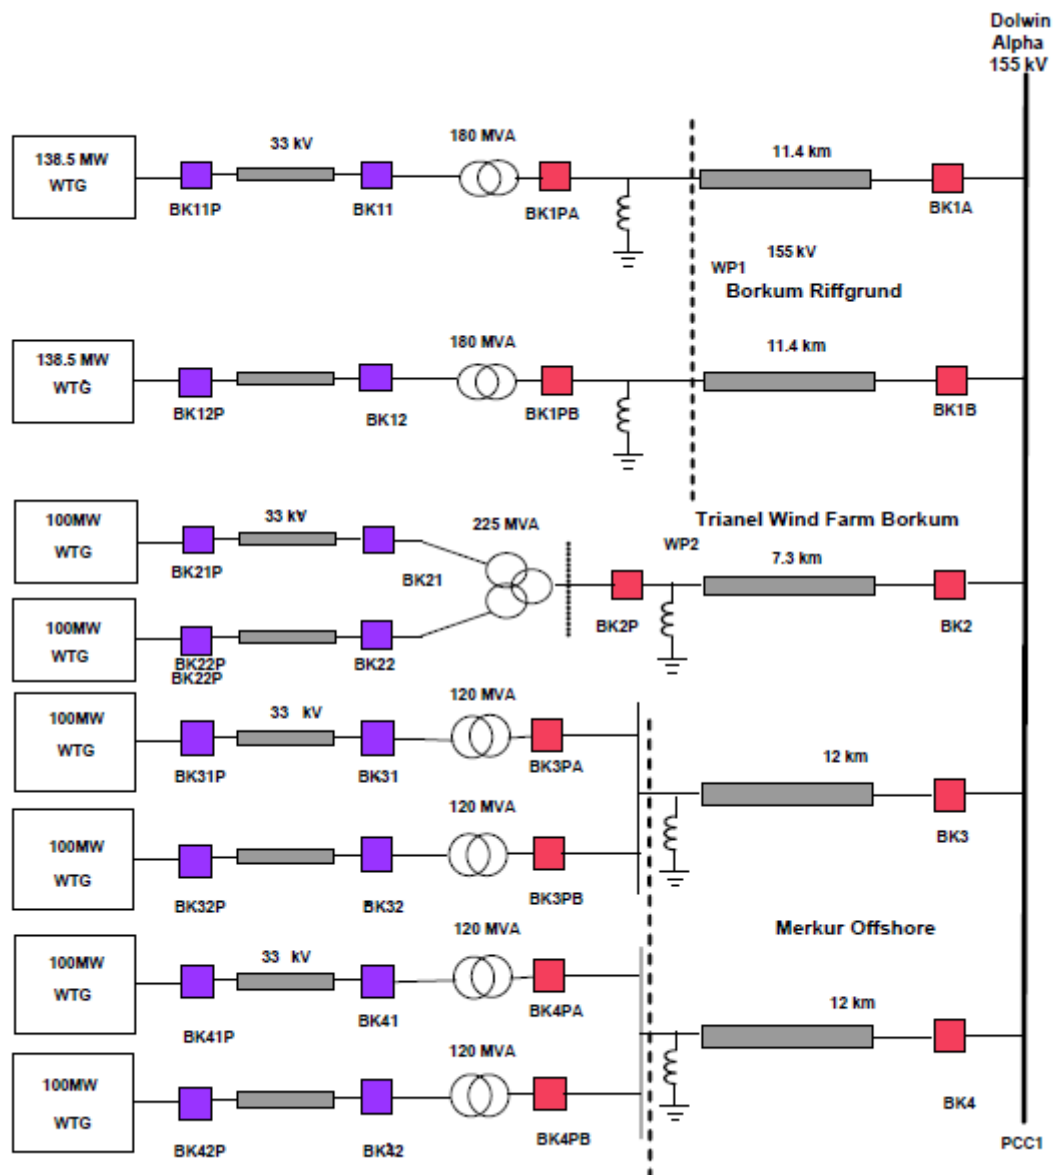 Dolwin
Alpha
155 kV
138.5 MW
WTG
33 kV
180 MVA
11.4 km
BK11P
BK11
BK1PA
BK1A
155 kV
WP1
Borkum Riffgrund
138.5 MW
WTG
180 MVA
11.4 km
BK12P
BK12
BK1PB
BK1B
100MW
WTG
33 kV
225 MVA
Trianel Wind Farm Borkum
WP2
7.3 km
BK21P
BK21
BK2P
BK2
100MW
WTG
BK22P
BK22P
BK22
100MW
WTG
33 kV
120 MVA
12 km
BK31P
BK31
BK3PA
BK3
100MW
WTG
120 MVA
BK32P
BK32
BK3PB
Merkur Offshore
100MW
WTG
33 kV
120 MVA
12 km
BK41P
BK41
BK4PA
BK4
100MW
WTG
120 MVA
BK42P
BK42
BK4PB
PCC1